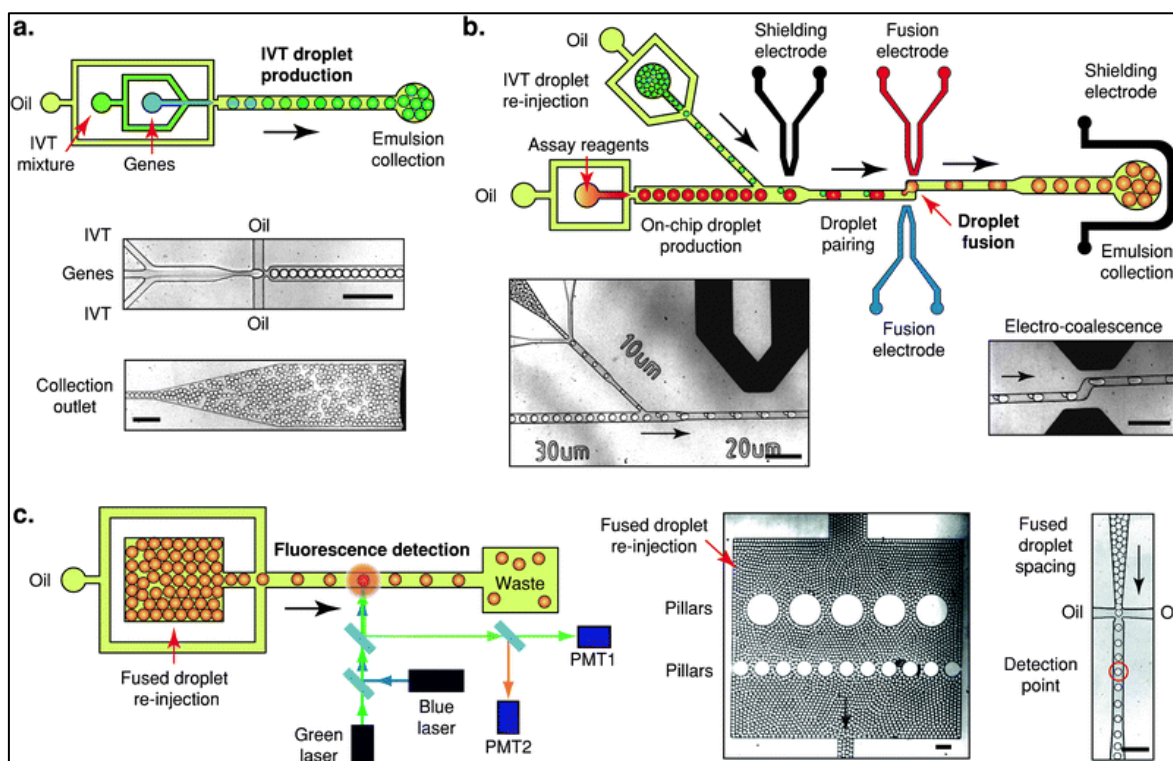 a.
IVT droplet
production
Oil
IVT
mixture
Genes
Emulsion
collection
IVT
Oil
Genes
IVT
Oil
Collection
outlet
b.
Oil
IVT droplet
re-injection
Shielding
electrode
Fusion
electrode
Shielding
electrode
Assay reagents
Oil
On-chip droplet
production
Droplet
pairing
Droplet
fusion
Emulsion
collection
Fusion
electrode
10um
30um
20um
Electro-coalescence
c.
Oil
Fluorescence detection
Waste
Fused droplet
re-injection
Green
laser
Blue
laser
PMT1
PMT2
Fused droplet
re-injection
Pillars
Pillars
Fused
droplet
spacing
Oil
O
Detection
point